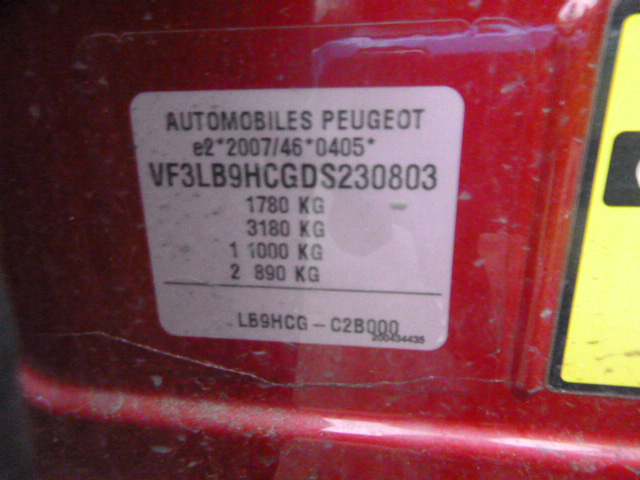 AUTOMOBILES PEUGEOT
e2*2007/46*0405*
VF3LB9HCGDS230803
1780 KG
3180 KG
1 1000 KG
2 890 KG
LB9HCG - C2B000
200434435